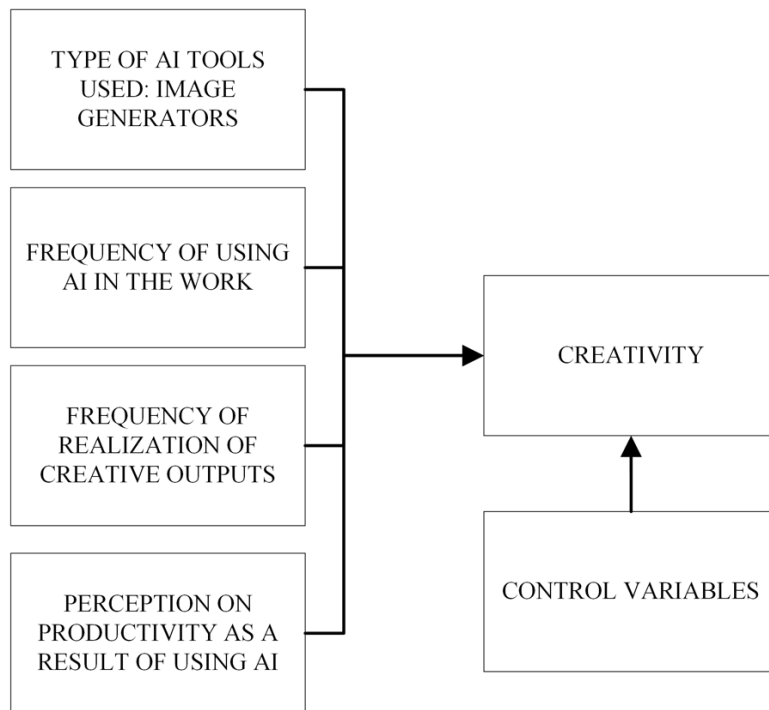 TYPE OF AI TOOLS
USED: IMAGE
GENERATORS
FREQUENCY OF USING
AI IN THE WORK
FREQUENCY OF
REALIZATION OF
CREATIVE OUTPUTS
PERCEPTION ON
PRODUCTIVITY AS A
RESULT OF USING AI
CREATIVITY
CONTROL VARIABLES